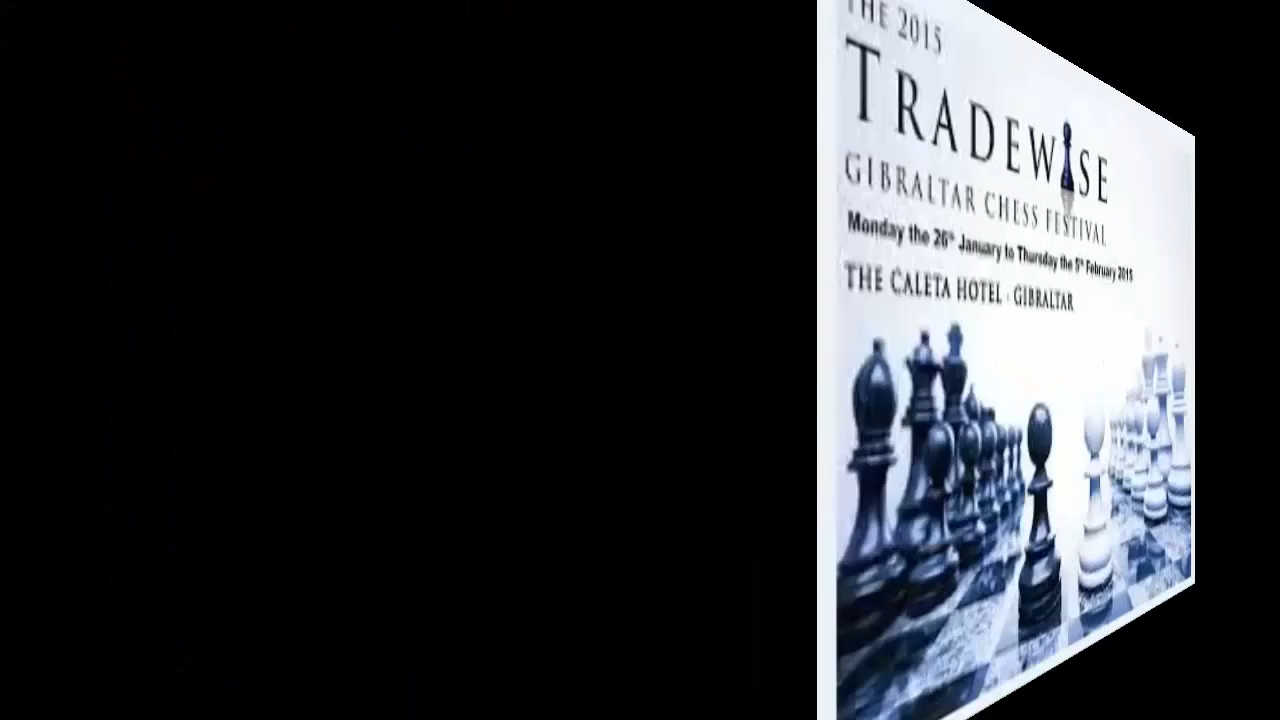 THE 2015
TRADEWISE
GIBRALTAR CHESS FESTIVAL
Monday the 26th January to Thursday the 5th February 2015
THE CALETA HOTEL - GIBRALTAR